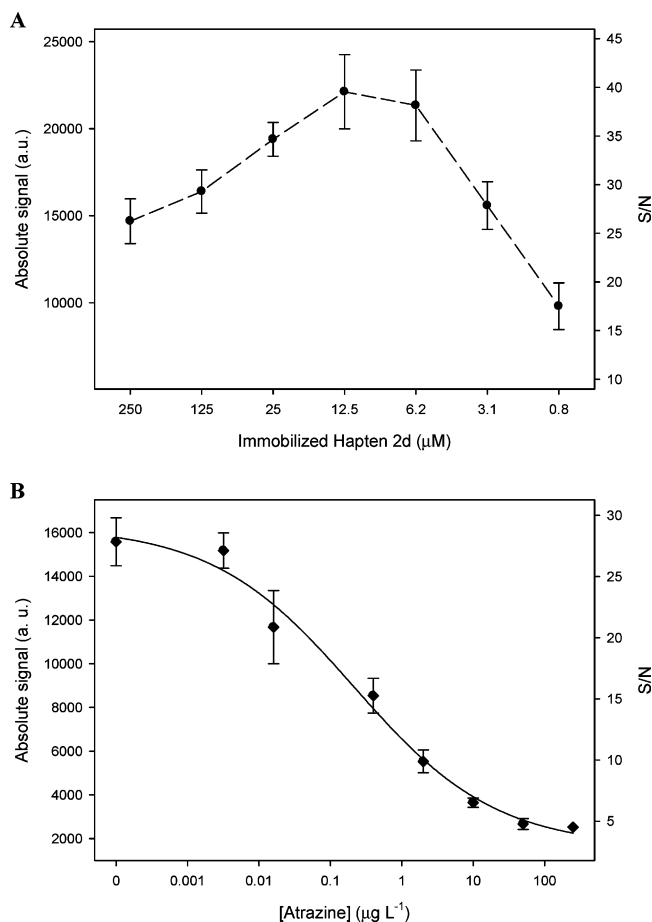 A
25000
20000
15000
10000
Absolute signal (a.u.)
45
40
35
30
25
20
15
10
S/N
250 125 25 12.5 6.2 3.1 0.8
Immobilized Hapten 2d (μM)
B
16000
14000
12000
10000
8000
6000
4000
2000
Absolute signal (a. u.)
30
25
20
15
10
5
S/N
0 0.001 0.01 0.1 1 10 100
[Atrazine] (μg L⁻¹)